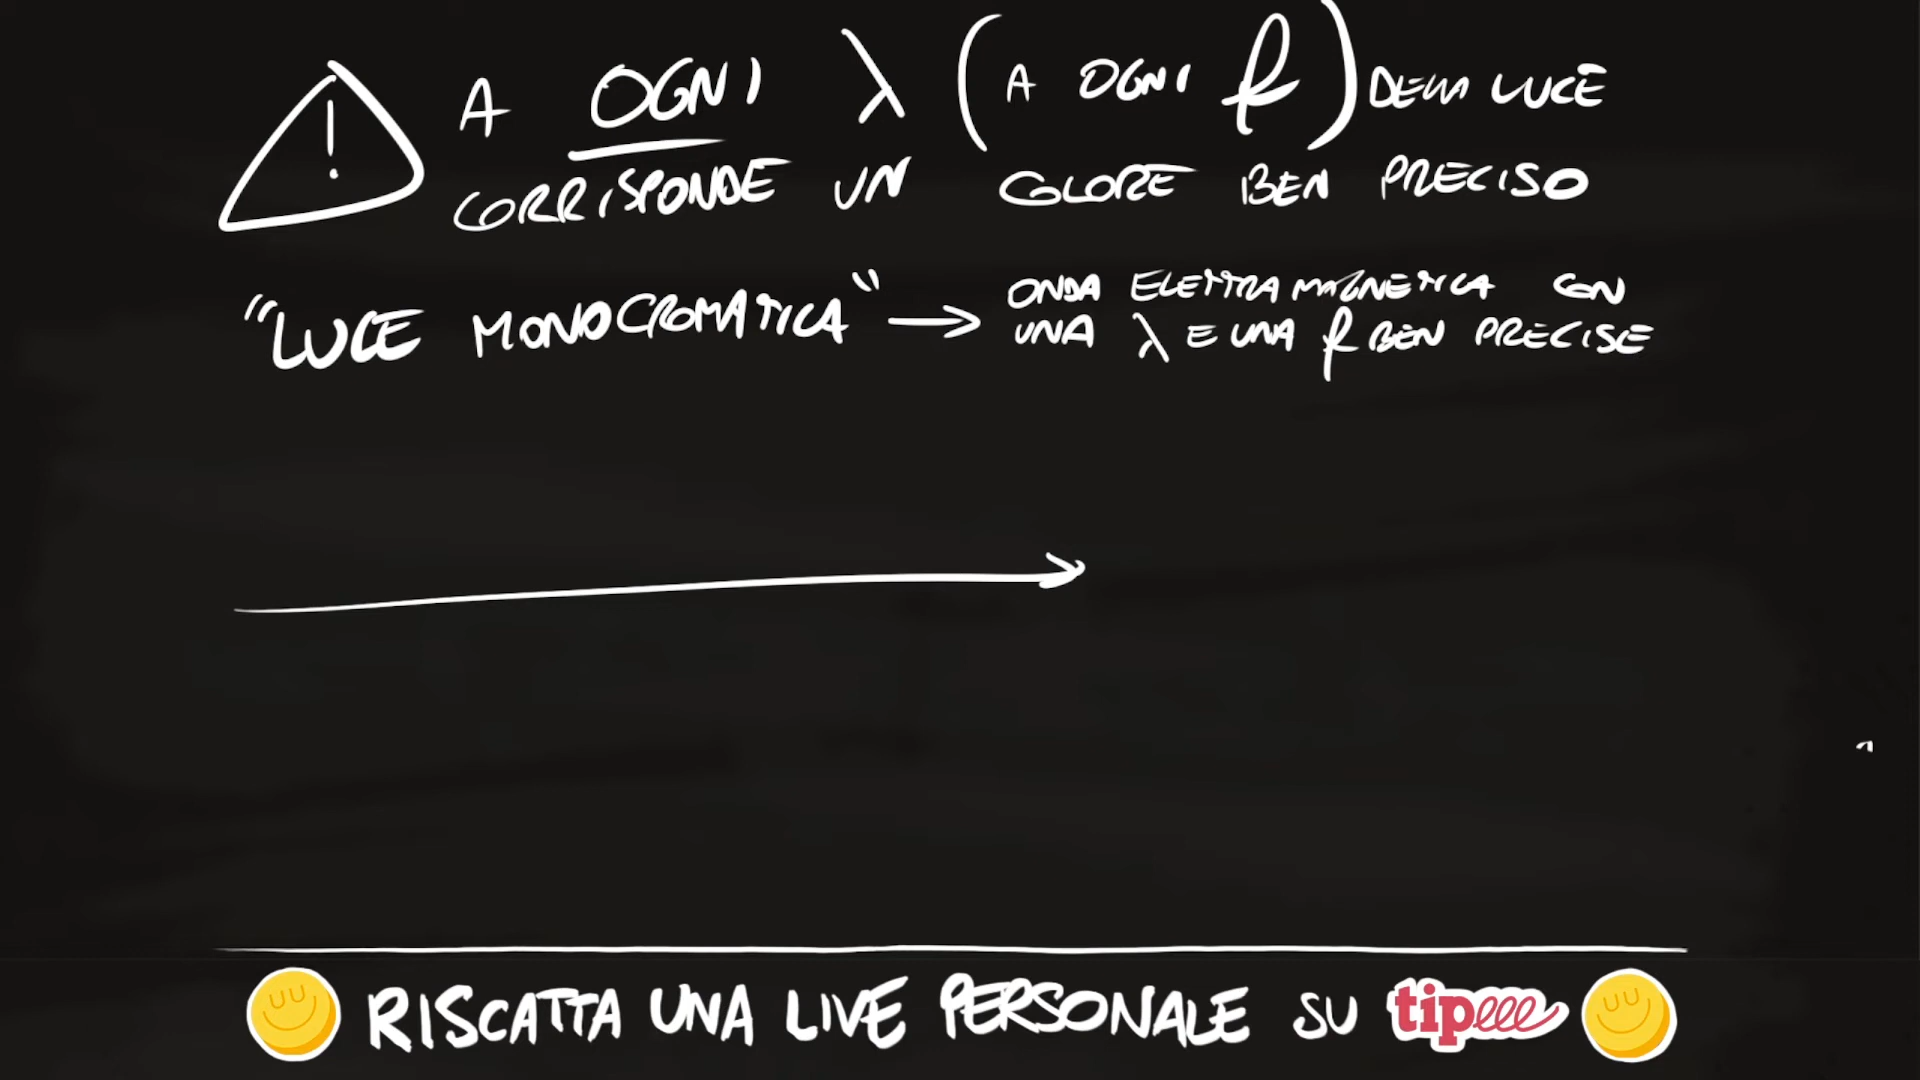 ! A OGNI λ (A OGNI f) DELLA LUCE
CORRISPONDE UN COLORE BEN PRECISO
"LUCE MONOCROMATICA" → ONDA ELETTRAMAGNETICA CON
UNA λ E UNA f BEN PRECISE
RISCATTA UNA LIVE PERSONALE SU tipeee